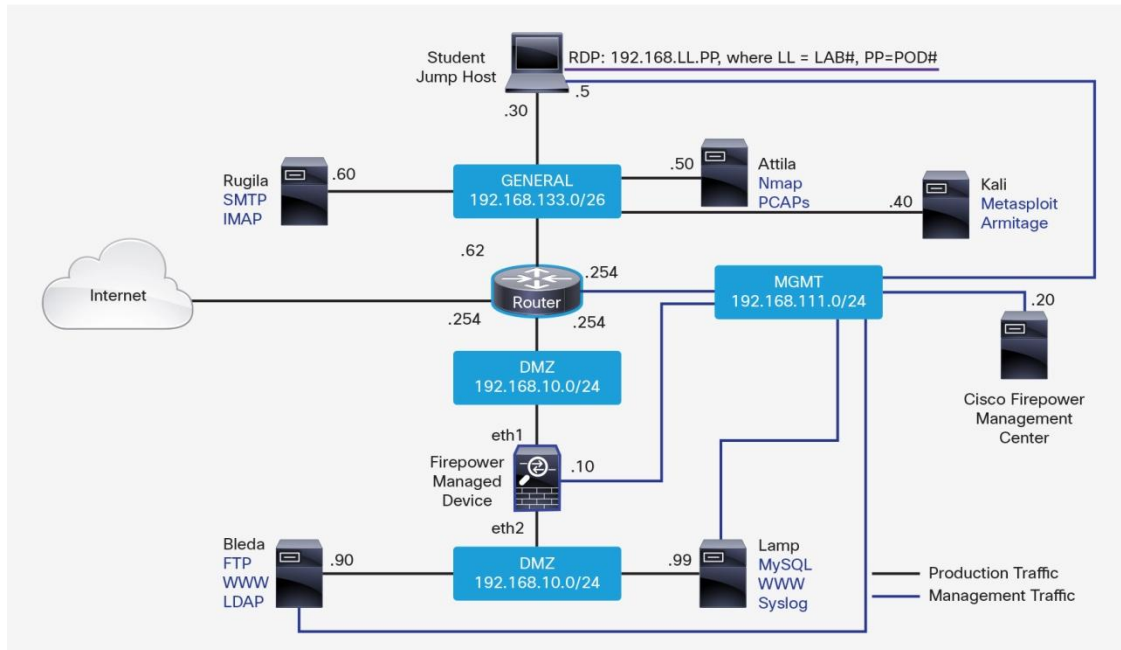 Student
Jump Host
RDP: 192.168.LL.PP, where LL = LAB#, PP=POD#
.5
.30
Rugila
SMTP
IMAP
.60
GENERAL
192.168.133.0/26
.50
Attila
Nmap
PCAPs
.40
Kali
Metasploit
Armitage
.62
Internet
.254
Router
.254
.254
MGMT
192.168.111.0/24
.20
Cisco Firepower
Management
Center
DMZ
192.168.10.0/24
eth1
Firepower
Managed
Device
.10
eth2
Bleda
FTP
WWW
LDAP
.90
DMZ
192.168.10.0/24
.99
Lamp
MySQL
WWW
Syslog
Production Traffic
Management Traffic